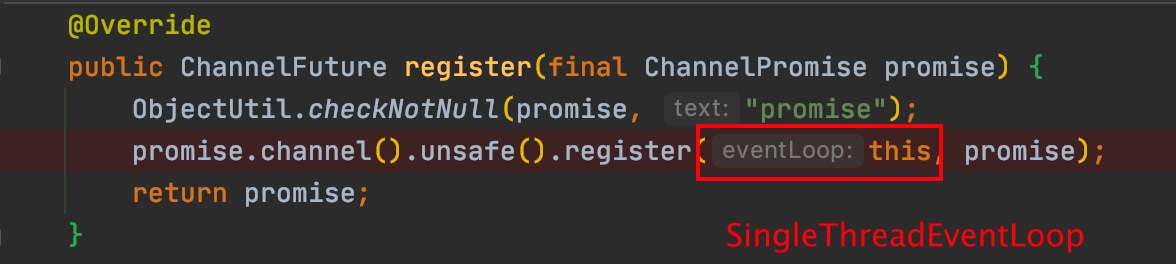 @Override
public ChannelFuture register(final ChannelPromise promise) {
ObjectUtil.checkNotNull(promise, text: "promise");
promise.channel().unsafe().register( eventLoop: this, promise);
return promise;
}
SingleThreadEventLoop